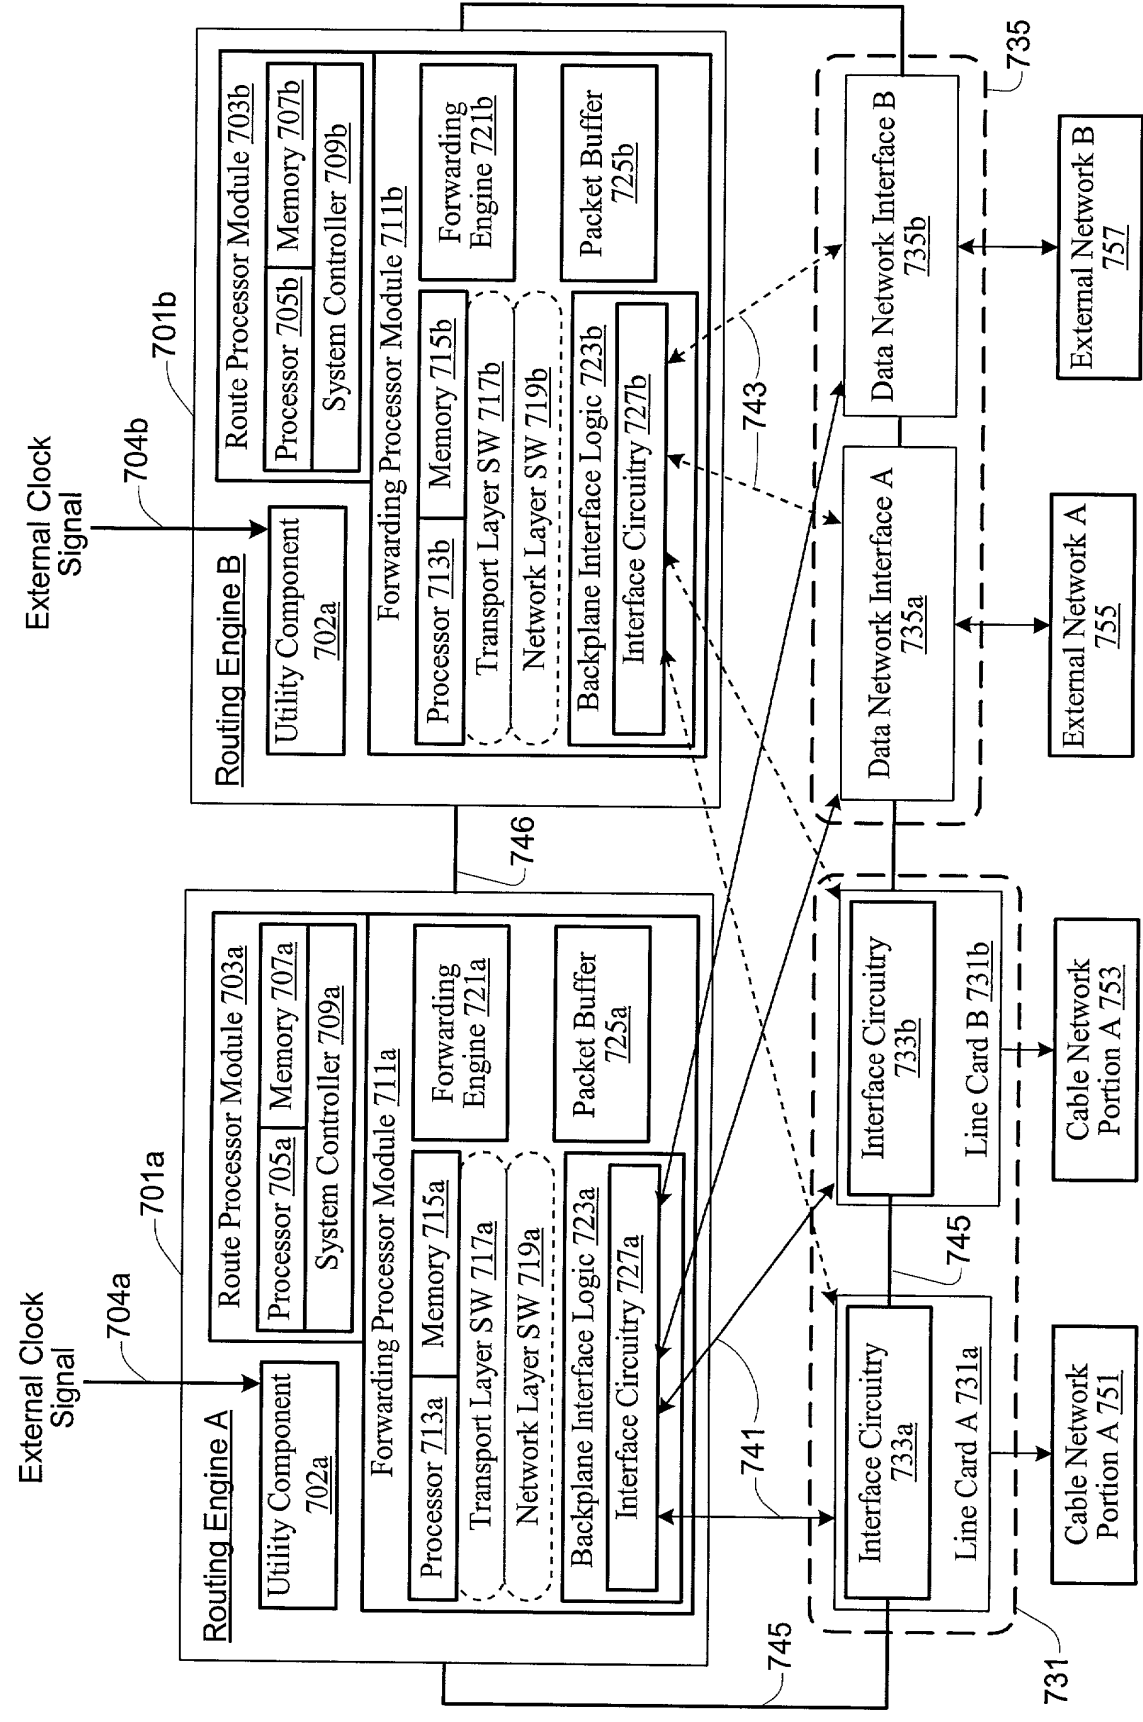 External Clock
Signal
704a
701a
Routing Engine A
Utility Component
702a
Route Processor Module 703a
Processor 705a
Memory 707a
System Controller 709a
Forwarding Processor Module 711a
Processor 713a
Memory 715a
Transport Layer SW 717a
Network Layer SW 719a
Forwarding
Engine 721a
Backplane Interface Logic 723a
Interface Circuitry 727a
Packet Buffer
725a
External Clock
Signal
704b
701b
Routing Engine B
Utility Component
702a
Route Processor Module 703b
Processor 705b
Memory 707b
System Controller 709b
Forwarding Processor Module 711b
Processor 713b
Memory 715b
Transport Layer SW 717b
Network Layer SW 719b
Forwarding
Engine 721b
Backplane Interface Logic 723b
Interface Circuitry 727b
Packet Buffer
725b
746
741
743
745
745
Interface Circuitry
733a
Line Card A 731a
Interface Circuitry
733b
Line Card B 731b
Data Network Interface A
735a
Data Network Interface B
735b
731
735
Cable Network
Portion A 751
Cable Network
Portion A 753
External Network A
755
External Network B
757